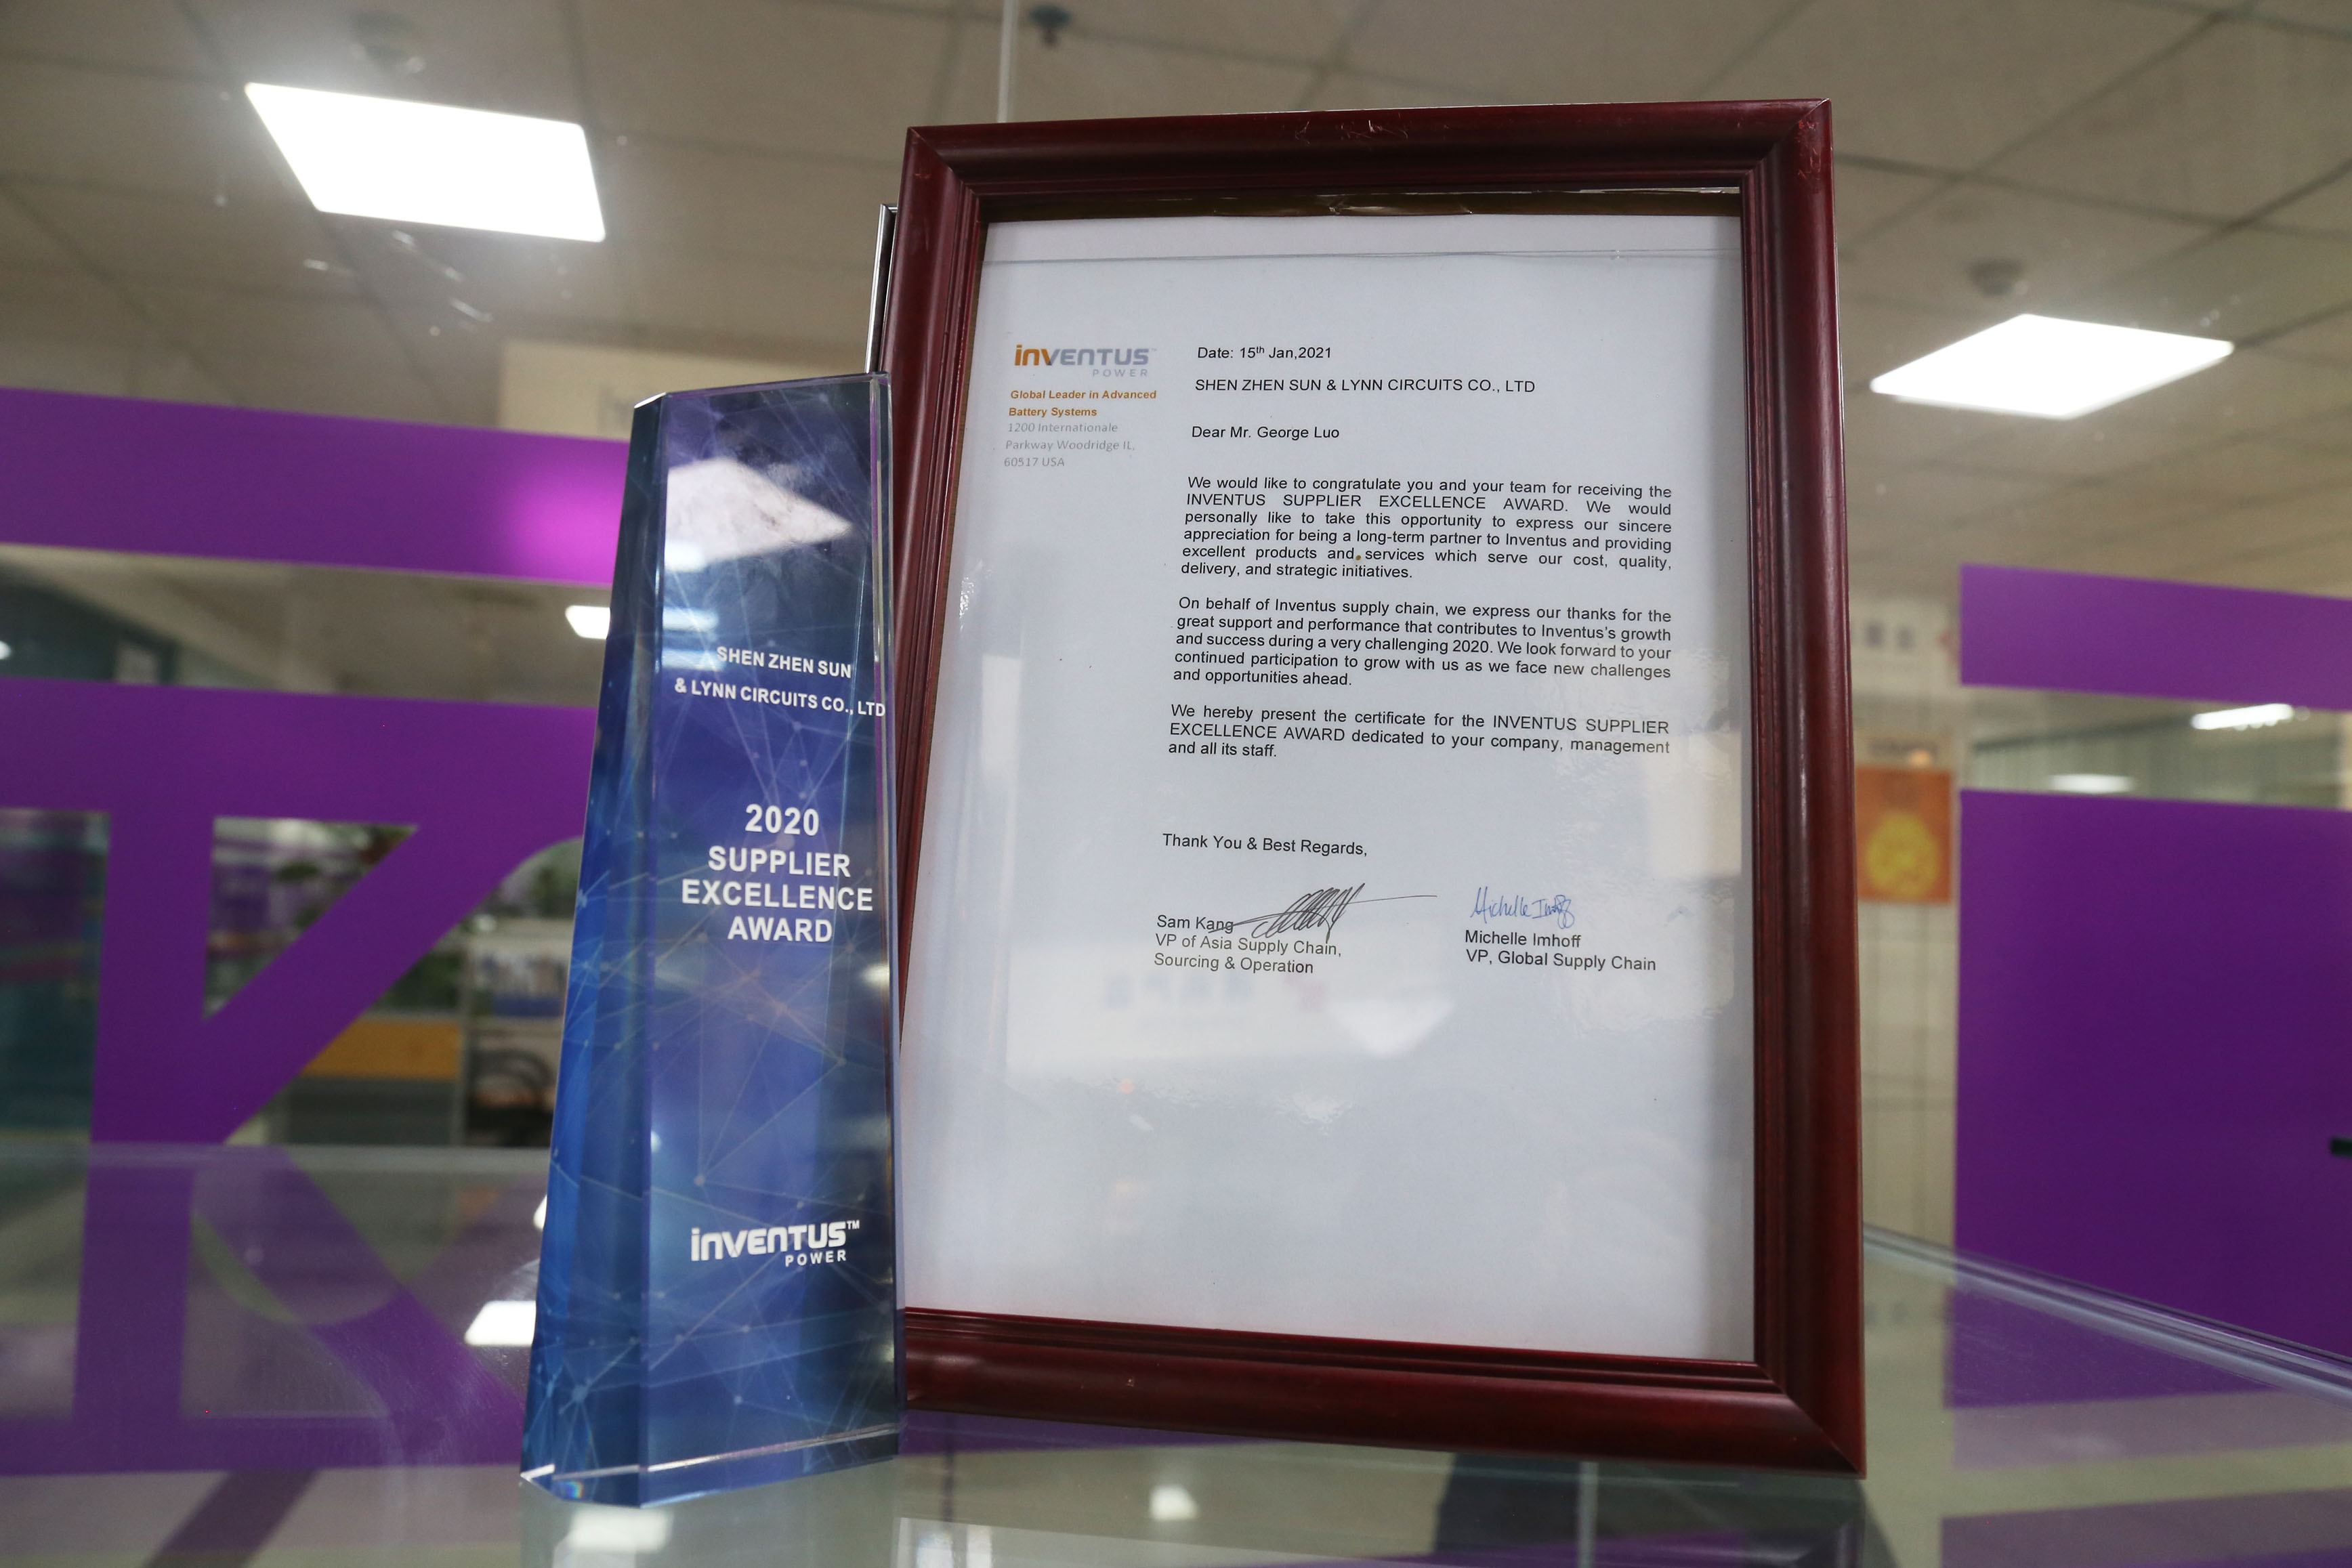 SHEN ZHEN SUN
& LYNN CIRCUITS CO., LTD
2020
SUPPLIER
EXCELLENCE
AWARD
inVENTUS™
POWER
inVENTUS™
POWER
Global Leader in Advanced
Battery Systems
1200 Internationale
Parkway Woodridge IL,
60517 USA
Date: 15th Jan,2021
SHEN ZHEN SUN & LYNN CIRCUITS CO., LTD
Dear Mr. George Luo
We would like to congratulate you and your team for receiving the
INVENTUS SUPPLIER EXCELLENCE AWARD. We would
personally like to take this opportunity to express our sincere
appreciation for being a long-term partner to Inventus and providing
excellent products and services which serve our cost, quality,
delivery, and strategic initiatives.
On behalf of Inventus supply chain, we express our thanks for the
great support and performance that contributes to Inventus's growth
and success during a very challenging 2020. We look forward to your
continued participation to grow with us as we face new challenges
and opportunities ahead.
We hereby present the certificate for the INVENTUS SUPPLIER
EXCELLENCE AWARD dedicated to your company, management
and all its staff.
Thank You & Best Regards,
Sam Kang
VP of Asia Supply Chain,
Sourcing & Operation
Michelle Imhoff
VP, Global Supply Chain